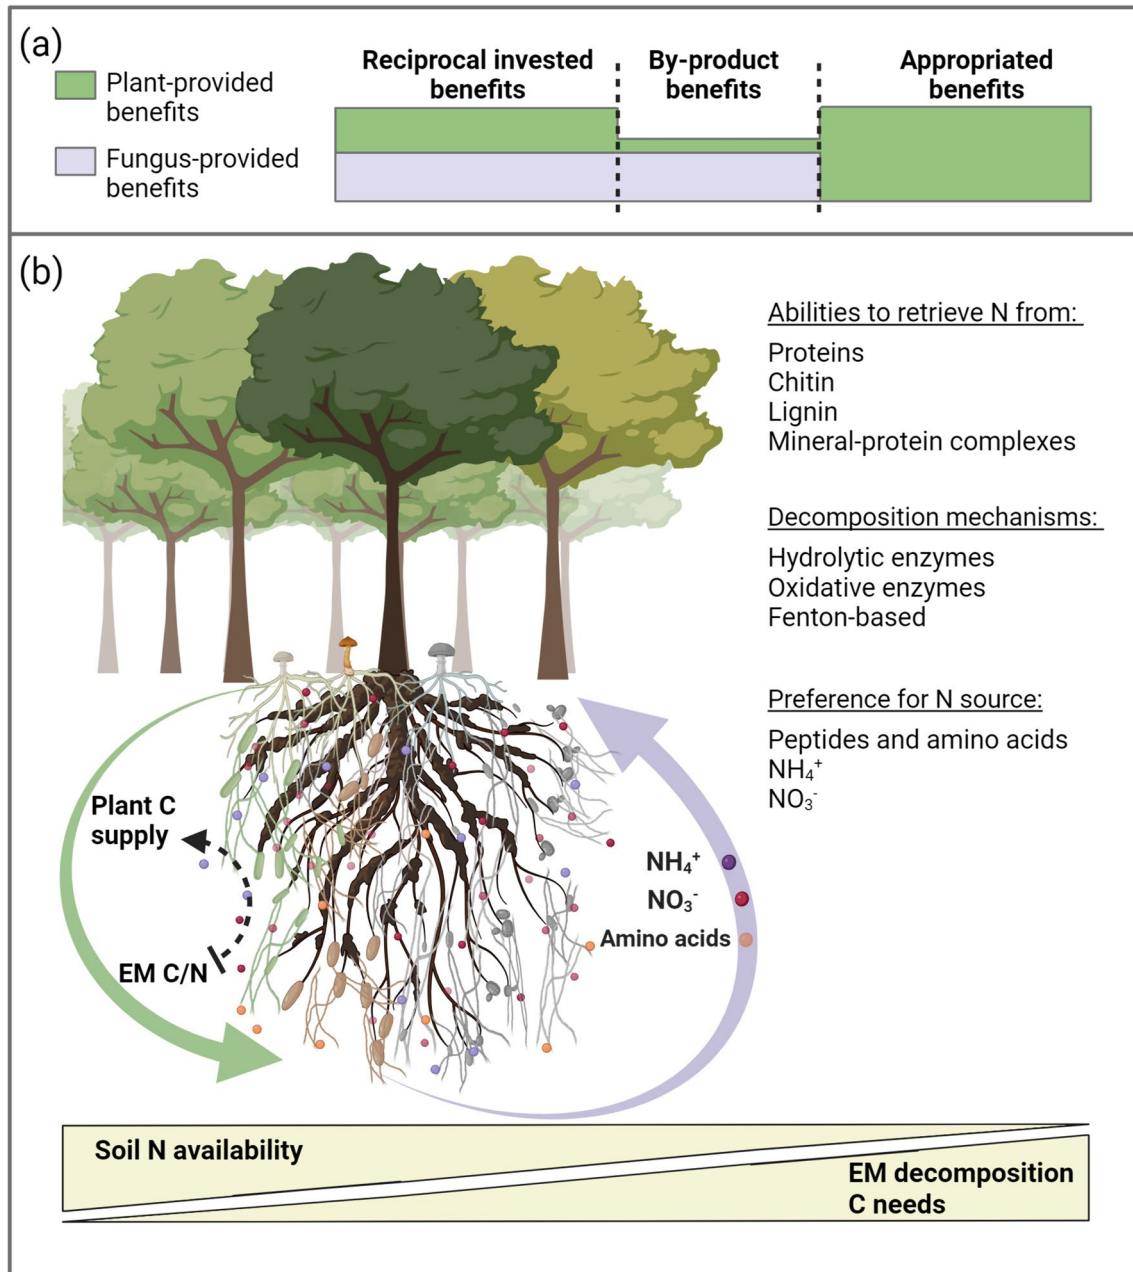 (a)
Plant-provided
benefits
Fungus-provided
benefits
Reciprocal invested
benefits
By-product
benefits
Appropriated
benefits
(b)
Abilities to retrieve N from:
Proteins
Chitin
Lignin
Mineral-protein complexes
Decomposition mechanisms:
Hydrolytic enzymes
Oxidative enzymes
Fenton-based
Preference for N source:
Peptides and amino acids
NH₄⁺
NO₃⁻
Plant C
supply
EM C/N
NH₄⁺
NO₃⁻
Amino acids
Soil N availability
EM decomposition
C needs